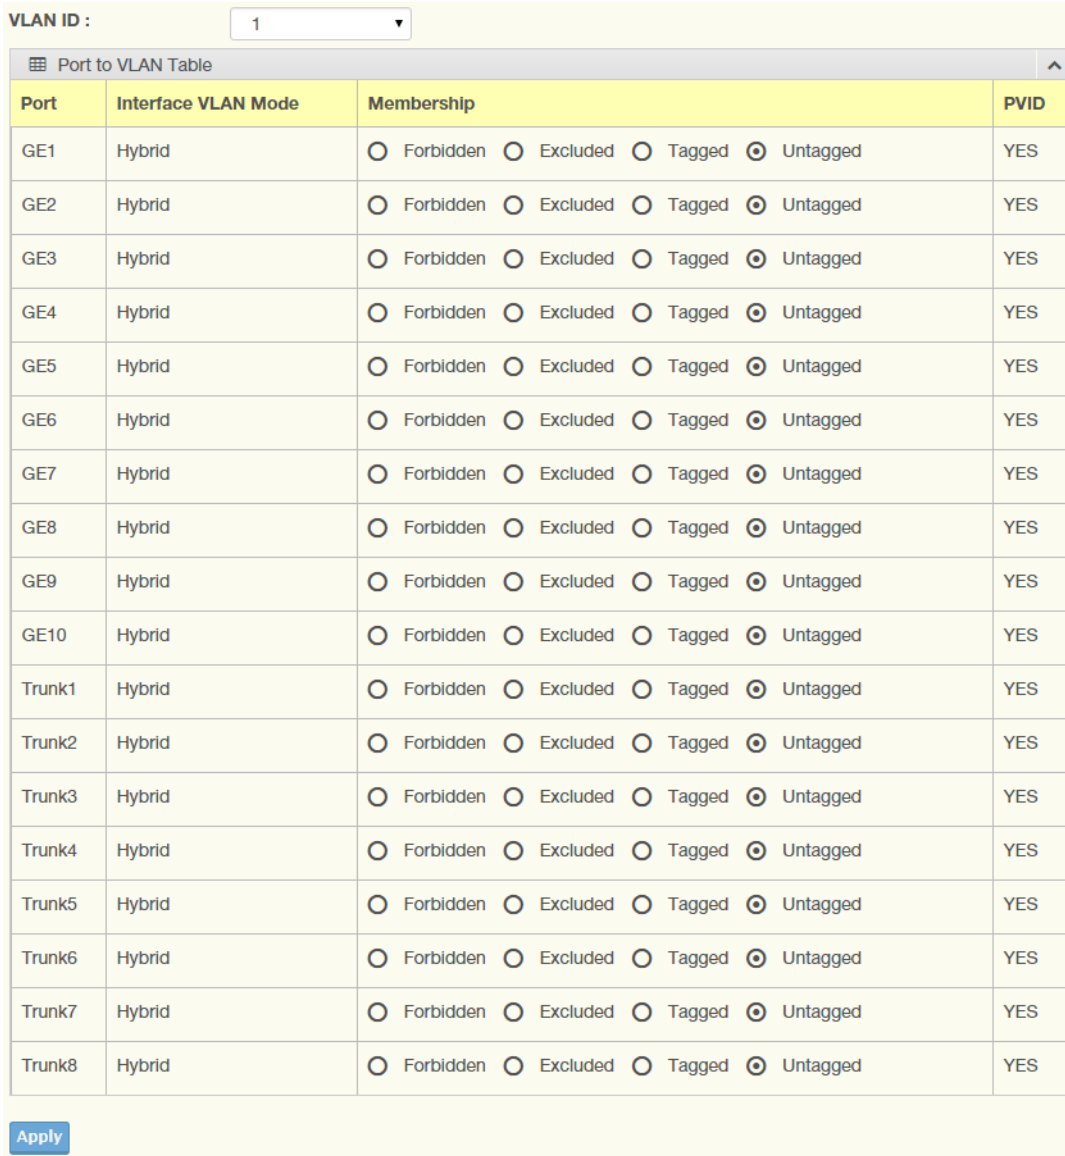 VLAN ID : 1
Port to VLAN Table
Port Interface VLAN Mode Membership PVID
GE1 Hybrid Forbidden Excluded Tagged Untagged YES
GE2 Hybrid Forbidden Excluded Tagged Untagged YES
GE3 Hybrid Forbidden Excluded Tagged Untagged YES
GE4 Hybrid Forbidden Excluded Tagged Untagged YES
GE5 Hybrid Forbidden Excluded Tagged Untagged YES
GE6 Hybrid Forbidden Excluded Tagged Untagged YES
GE7 Hybrid Forbidden Excluded Tagged Untagged YES
GE8 Hybrid Forbidden Excluded Tagged Untagged YES
GE9 Hybrid Forbidden Excluded Tagged Untagged YES
GE10 Hybrid Forbidden Excluded Tagged Untagged YES
Trunk1 Hybrid Forbidden Excluded Tagged Untagged YES
Trunk2 Hybrid Forbidden Excluded Tagged Untagged YES
Trunk3 Hybrid Forbidden Excluded Tagged Untagged YES
Trunk4 Hybrid Forbidden Excluded Tagged Untagged YES
Trunk5 Hybrid Forbidden Excluded Tagged Untagged YES
Trunk6 Hybrid Forbidden Excluded Tagged Untagged YES
Trunk7 Hybrid Forbidden Excluded Tagged Untagged YES
Trunk8 Hybrid Forbidden Excluded Tagged Untagged YES
Apply